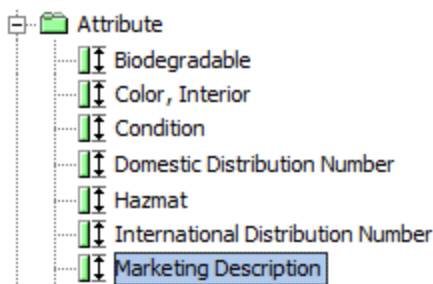 Attribute
Biodegradable
Color, Interior
Condition
Domestic Distribution Number
Hazmat
International Distribution Number
Marketing Description